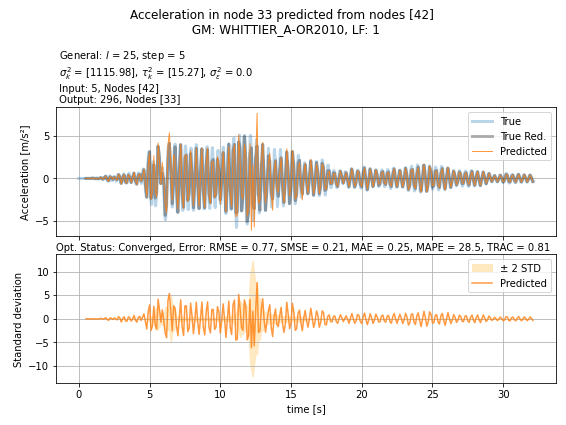 Acceleration in node 33 predicted from nodes [42]
GM: WHITTIER_A-OR2010, LF: 1
General: l = 25, step = 5
σ²ₖ = [1115.98], τ²ₖ = [15.27], σ²ε = 0.0
Input: 5, Nodes [42]
Output: 296, Nodes [33]
Acceleration [m/s²]
5
0
−5
True
True Red.
Predicted
Opt. Status: Converged, Error: RMSE = 0.77, SMSE = 0.21, MAE = 0.25, MAPE = 28.5, TRAC = 0.81
Standard deviation
10
5
0
−5
−10
± 2 STD
Predicted
0 5 10 15 20 25 30
time [s]